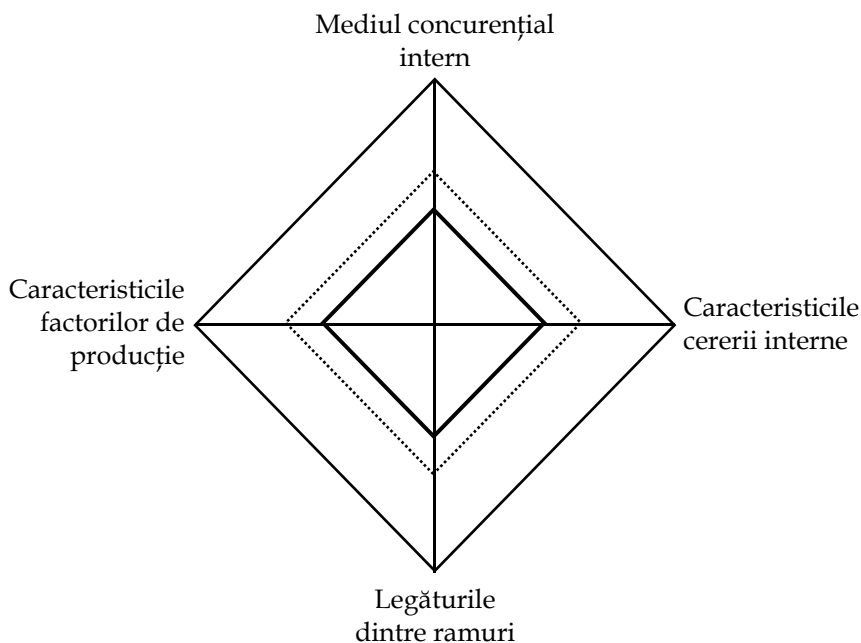 Mediul concurențial
intern
Caracteristicile
factorilor de
producție
Caracteristicile
cererii interne
Legăturile
dintre ramuri